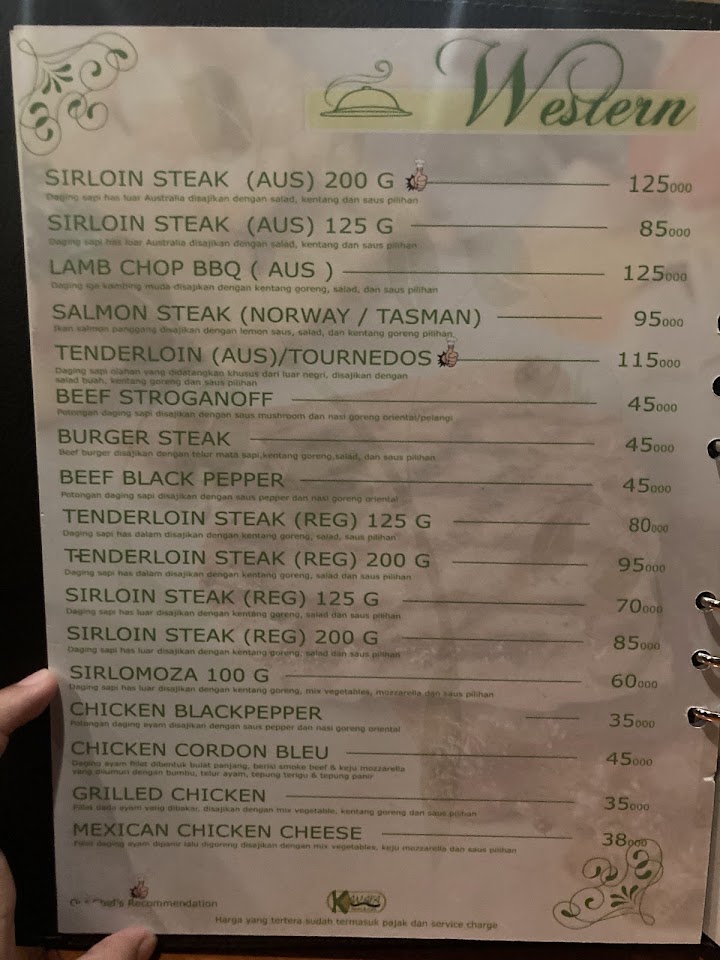 Western
SIRLOIN STEAK (AUS) 200 G 125000
Daging sapi has luar Australia disajikan dengan salad, kentang dan saus pilihan
SIRLOIN STEAK (AUS) 125 G 85000
Daging sapi has luar Australia disajikan dengan salad, kentang dan saus pilihan
LAMB CHOP BBQ ( AUS ) 125000
Daging iga kambing muda disajikan dengan kentang goreng, salad, dan saus pilihan
SALMON STEAK (NORWAY / TASMAN) 95000
Ikan salmon panggang disajikan dengan lemon saus, salad, dan kentang goreng pilihan
TENDERLOIN (AUS)/TOURNEDOS 115000
Daging sapi olahan yang didatangkan khusus dari luar negri, disajikan dengan
salad buah, kentang goreng dan saus pilihan
BEEF STROGANOFF 45000
Potongan daging sapi disajikan dengan saus mushroom dan nasi goreng oriental/pelangi
BURGER STEAK 45000
Beef burger disajikan dengan telur mata sapi,kentang goreng,salad, dan saus pilihan
BEEF BLACK PEPPER 45000
Potongan daging sapi disajikan dengan saus pepper dan nasi goreng oriental
TENDERLOIN STEAK (REG) 125 G 80000
Daging sapi has dalam disajikan dengan kentang goreng, salad, saus pilihan
TENDERLOIN STEAK (REG) 200 G 95000
Daging sapi has dalam disajikan dengan kentang goreng, salad dan saus pilihan
SIRLOIN STEAK (REG) 125 G 70000
Daging sapi has luar disajikan dengan kentang goreng, salad dan saus pilihan
SIRLOIN STEAK (REG) 200 G 85000
Daging sapi has luar disajikan dengan kentang goreng, salad dan saus pilihan
SIRLOMOZA 100 G 60000
Daging sapi has luar disajikan dengan kentang goreng, mix vegetables, mozzarella dan saus pilihan
CHICKEN BLACKPEPPER 35000
Potongan daging ayam disajikan dengan saus pepper dan nasi goreng oriental
CHICKEN CORDON BLEU 45000
Daging ayam fillet dibentuk bulat panjang, berisi smoke beef & keju mozzarella
yang dilumuri dengan bumbu, telur ayam, tepung terigu & tepung panir
GRILLED CHICKEN 35000
Fillet dada ayam yang dibakar, disajikan dengan mix vegetable, kentang goreng dan saus pilihan
MEXICAN CHICKEN CHEESE 38000
Fillet daging ayam dipanir lalu digoreng disajikan dengan mix vegetables, keju mozzarella dan saus pilihan
Recommendation
Harga yang tertera sudah termasuk pajak dan service charge